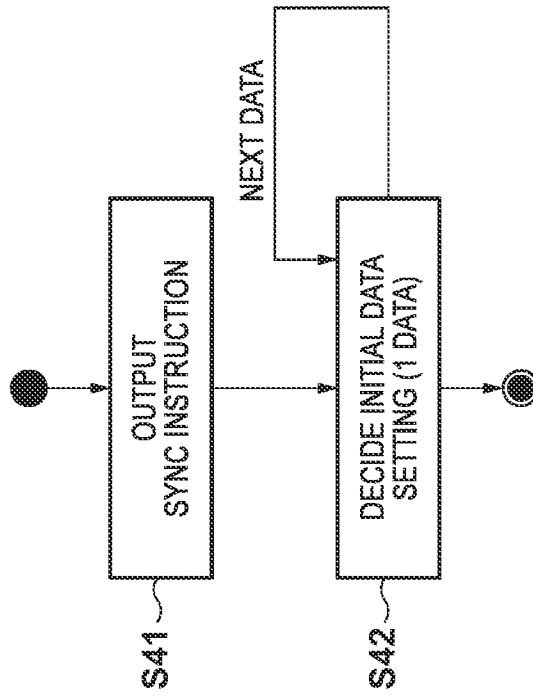 OUTPUT
SYNC INSTRUCTION
S41
NEXT DATA
DECIDE INITIAL DATA
SETTING (1 DATA)
S42